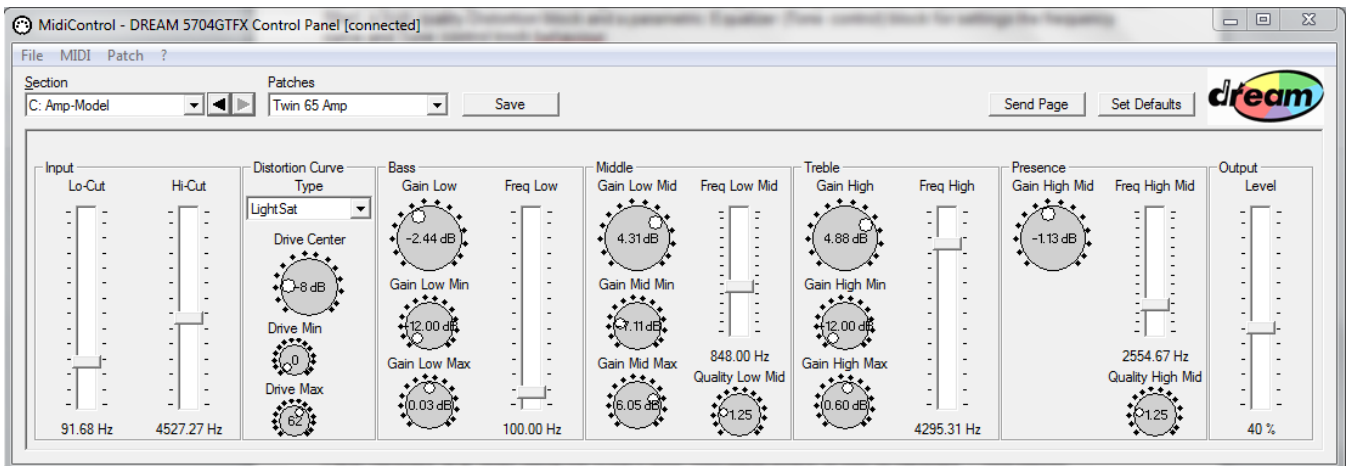 MidiControl - DREAM 5704GTFX Control Panel [connected]
File MIDI Patch ?
Section
C: Amp-Model
Patches
Twin 65 Amp
Save
Send Page
Set Defaults
dream
Input
Lo-Cut
Hi-Cut
91.68 Hz
4527.27 Hz
Distortion Curve
Type
LightSat
Drive Center
-8 dB
Drive Min
0
Drive Max
62
Bass
Gain Low
-2.44 dB
Gain Low Min
-12.00 dB
Gain Low Max
0.03 dB
Freq Low
100.00 Hz
Middle
Gain Low Mid
4.31 dB
Gain Mid Min
-7.11 dB
Gain Mid Max
6.05 dB
Freq Low Mid
848.00 Hz
Quality Low Mid
1.25
Treble
Gain High
4.88 dB
Gain High Min
-12.00 dB
Gain High Max
0.60 dB
Freq High
4295.31 Hz
Presence
Gain High Mid
-1.13 dB
Freq High Mid
2554.67 Hz
Quality High Mid
1.25
Output
Level
40 %